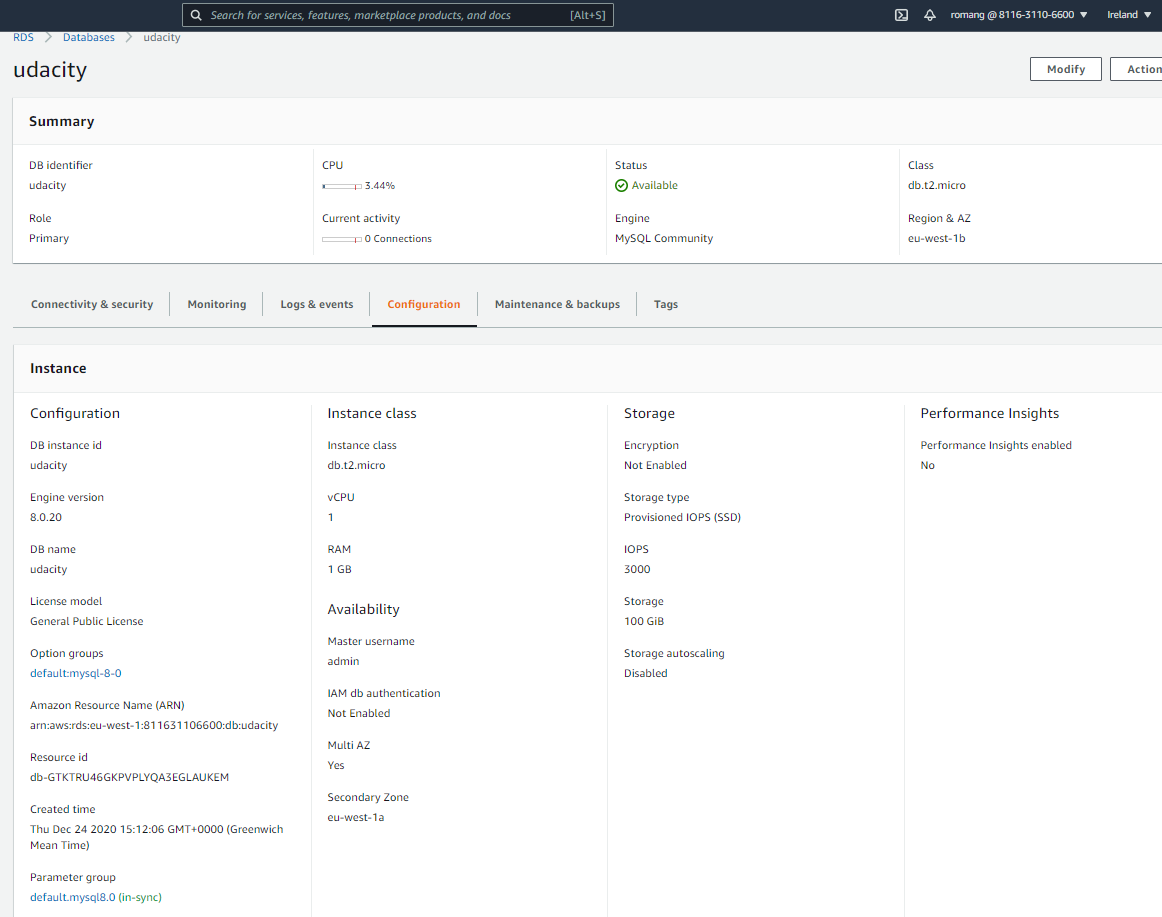 Search for services, features, marketplace products, and docs [Alt+S] romang @ 8116-3110-6600 Ireland
RDS Databases udacity
udacity
Modify Action
Summary
DB identifier
udacity
Role
Primary
CPU
3.44%
Current activity
0 Connections
Status
Available
Engine
MySQL Community
Class
db.t2.micro
Region & AZ
eu-west-1b
Connectivity & security Monitoring Logs & events Configuration Maintenance & backups Tags
Instance
Configuration
DB instance id
udacity
Engine version
8.0.20
DB name
udacity
License model
General Public License
Option groups
default:mysql-8-0
Amazon Resource Name (ARN)
arn:aws:rds:eu-west-1:811631106600:db:udacity
Resource id
db-GTKTRU46GKPVPLYQA3EGLAUKEM
Created time
Thu Dec 24 2020 15:12:06 GMT+0000 (Greenwich
Mean Time)
Parameter group
default.mysql8.0 (in-sync)
Instance class
Instance class
db.t2.micro
vCPU
1
RAM
1 GB
Availability
Master username
admin
IAM db authentication
Not Enabled
Multi AZ
Yes
Secondary Zone
eu-west-1a
Storage
Encryption
Not Enabled
Storage type
Provisioned IOPS (SSD)
IOPS
3000
Storage
100 GiB
Storage autoscaling
Disabled
Performance Insights
Performance Insights enabled
No